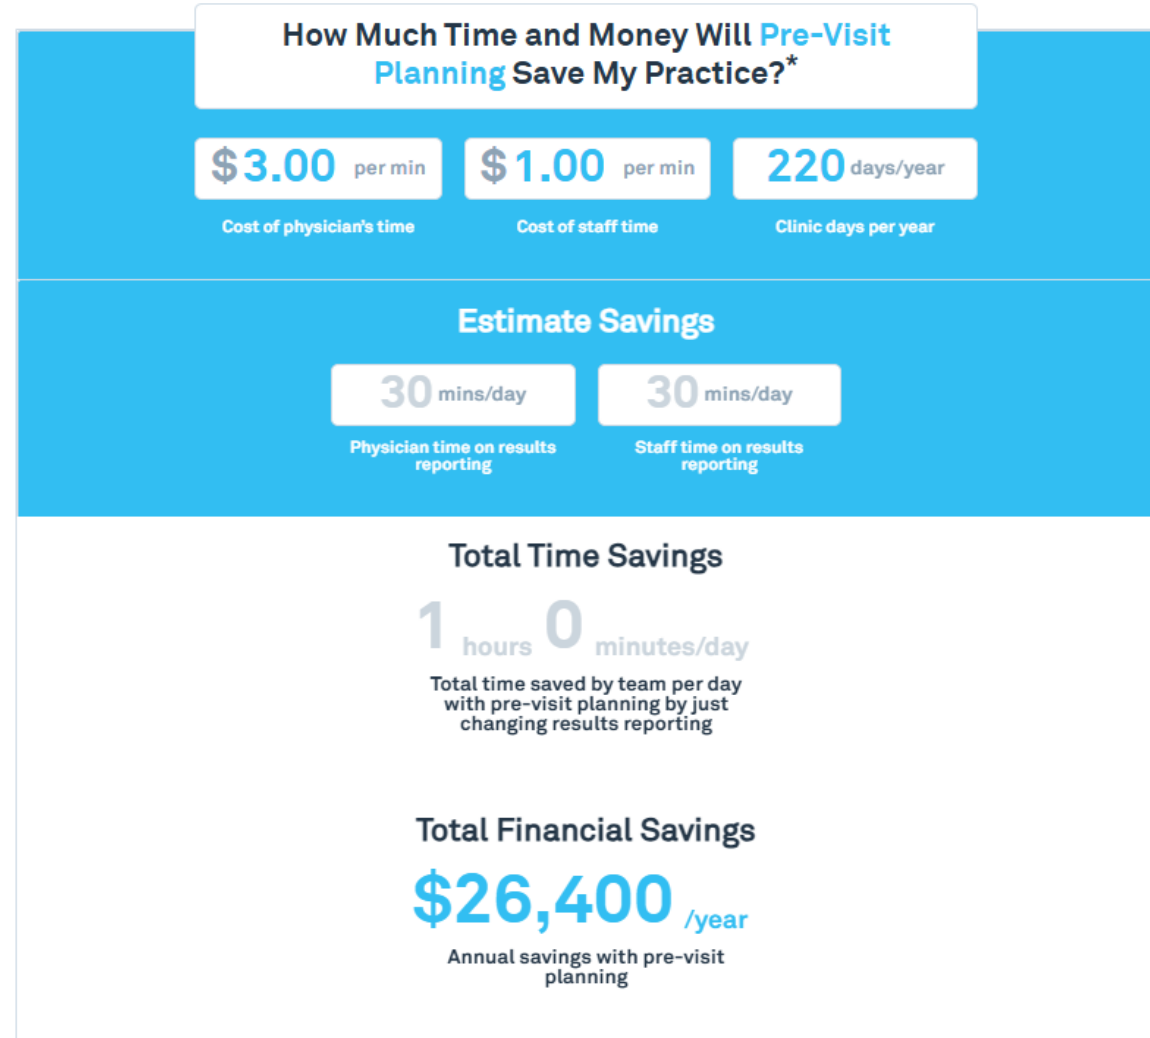 How Much Time and Money Will Pre-Visit
Planning Save My Practice?*
$3.00 per min
$1.00 per min
220 days/year
Cost of physician's time
Cost of staff time
Clinic days per year
Estimate Savings
30 mins/day
30 mins/day
Physician time on results
reporting
Staff time on results
reporting
Total Time Savings
1 hours 0 minutes/day
Total time saved by team per day
with pre-visit planning by just
changing results reporting
Total Financial Savings
$26,400 /year
Annual savings with pre-visit
planning